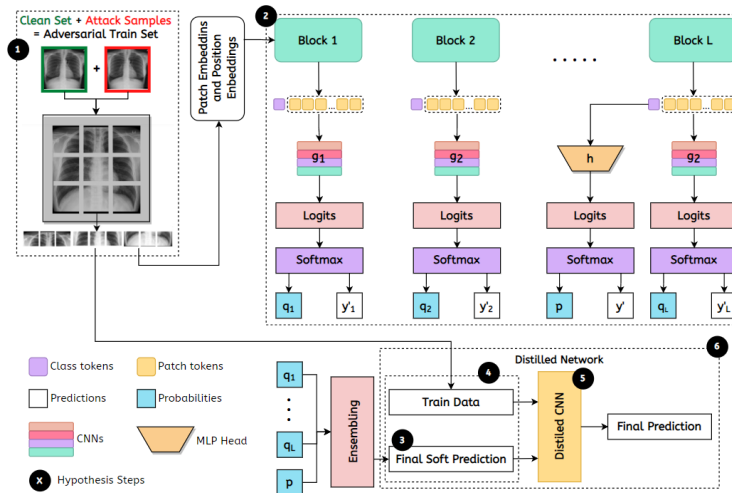 Clean Set + Attack Samples
= Adversarial Train Set
1
+
Patch Embeddins
and Position
Embeddings
2
Block 1
Block 2
Block L
.....
g1
g2
h
g2
Logits
Logits
Logits
Logits
Softmax
Softmax
Softmax
Softmax
q1
y'1
q2
y'2
p
y'
qL
y'L
Class tokens
Patch tokens
Predictions
Probabilities
CNNs
MLP Head
x
Hypothesis Steps
q1
qL
p
Ensembling
6
Distilled Network
4
Train Data
3
Final Soft Prediction
5
Distilled CNN
Final Prediction